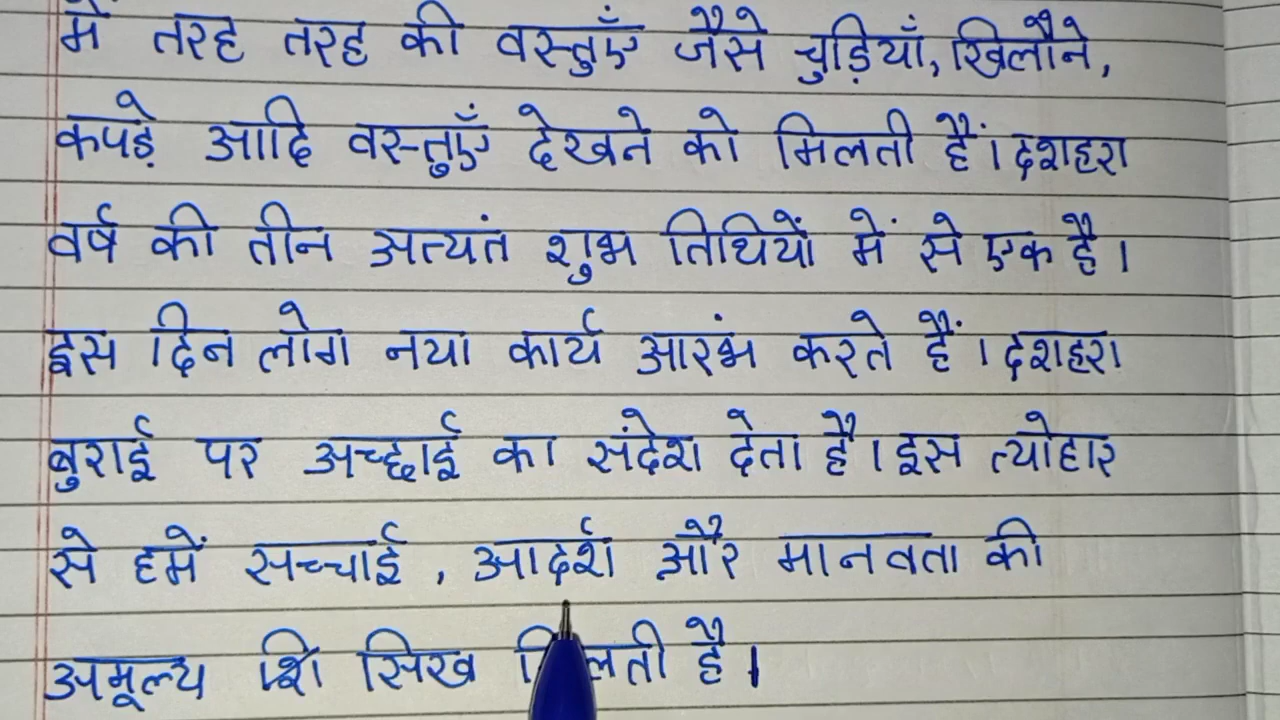 में तरह तरह की वस्तुएँ जैसे चुड़ियाँ, खिलौने,
कपड़े आदि वस्तुएँ देखने को मिलती हैं। दशहरा
वर्ष की तीन अत्यंत शुभ तिथियों में से एक है।
इस दिन लोग नया कार्य आरंभ करते हैं। दशहरा
बुराई पर अच्छाई का संदेश देता है। इस त्योहार
से हमें सच्चाई, आदर्श और मानवता की
अमूल्य शि सिख मिलती है।